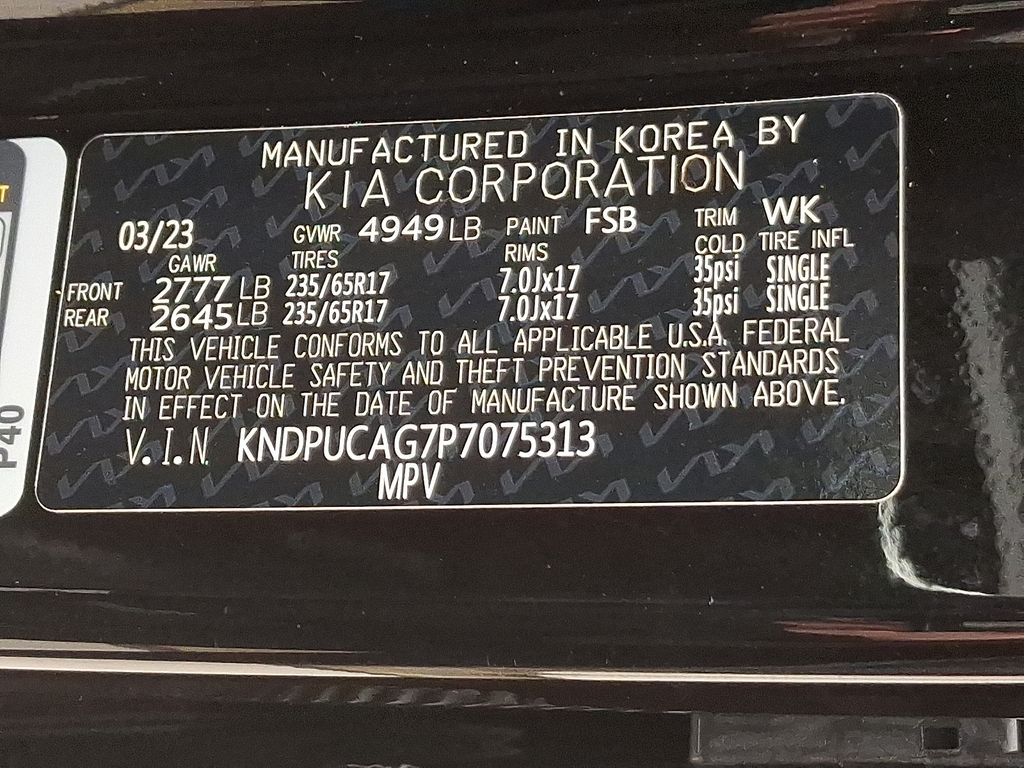 MANUFACTURED IN KOREA BY
KIA CORPORATION
03/23 GVWR 4949 LB PAINT FSB TRIM WK
GAWR TIRES RIMS COLD TIRE INFL
FRONT 2777 LB 235/65R17 7.0Jx17 35psi SINGLE
REAR 2645 LB 235/65R17 7.0Jx17 35psi SINGLE
THIS VEHICLE CONFORMS TO ALL APPLICABLE U.S.A. FEDERAL
MOTOR VEHICLE SAFETY AND THEFT PREVENTION STANDARDS
IN EFFECT ON THE DATE OF MANUFACTURE SHOWN ABOVE.
V.I.N KNDPUCAG7P7075313
MPV
P40